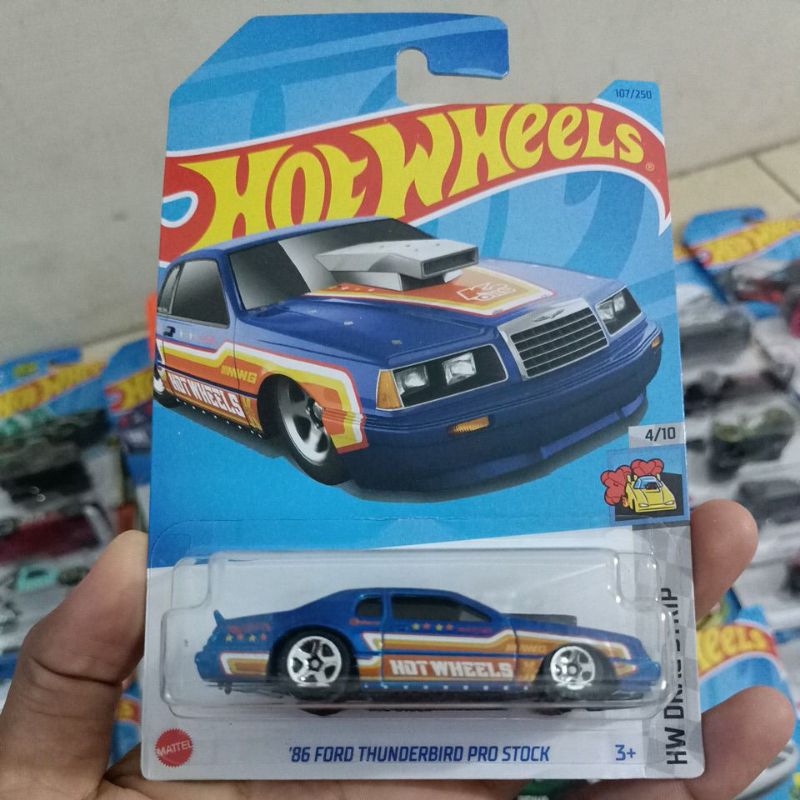 107/250
HOT WHEELS
®
HOT WHEELS
4/10
HW DRAG STRIP
HOT WHEELS
MATTEL
'86 FORD THUNDERBIRD PRO STOCK
3+